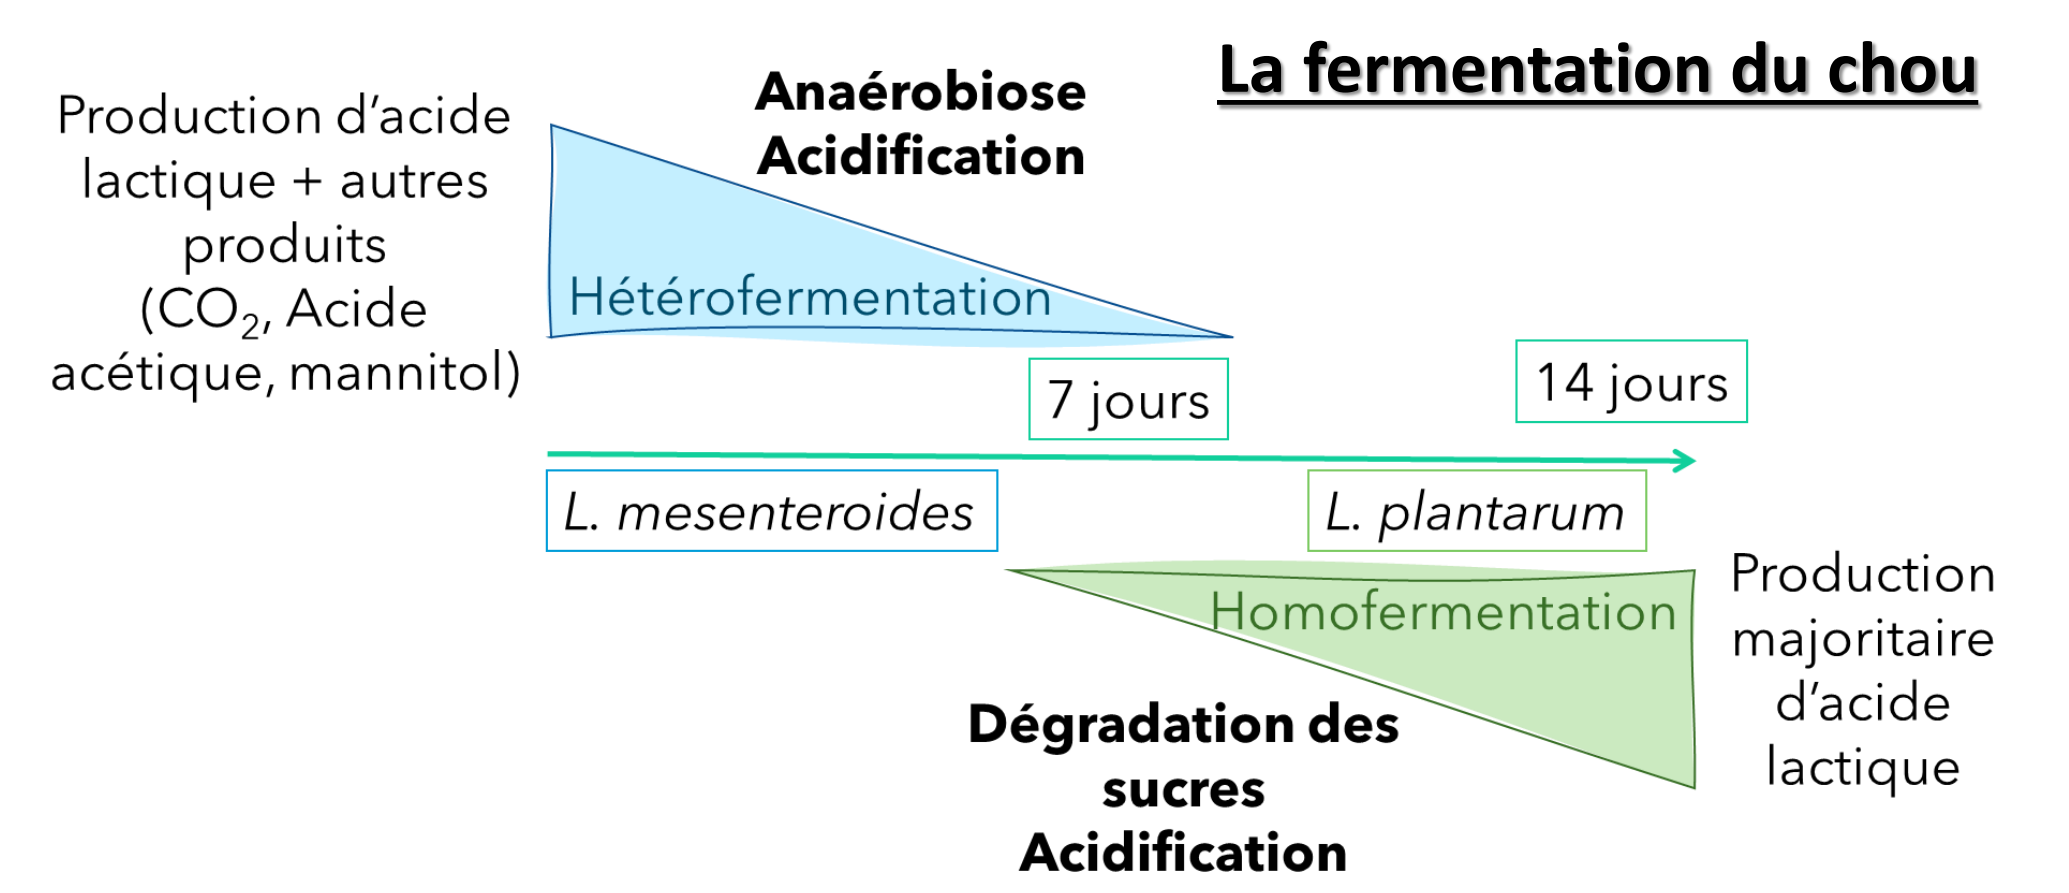 La fermentation du chou
Anaérobiose
Acidification
Production d’acide
lactique + autres
produits
(CO₂, Acide
acétique, mannitol)
Hétérofermentation
7 jours
14 jours
L. mesenteroides
L. plantarum
Homofermentation
Production
majoritaire
d’acide
lactique
Dégradation des
sucres
Acidification